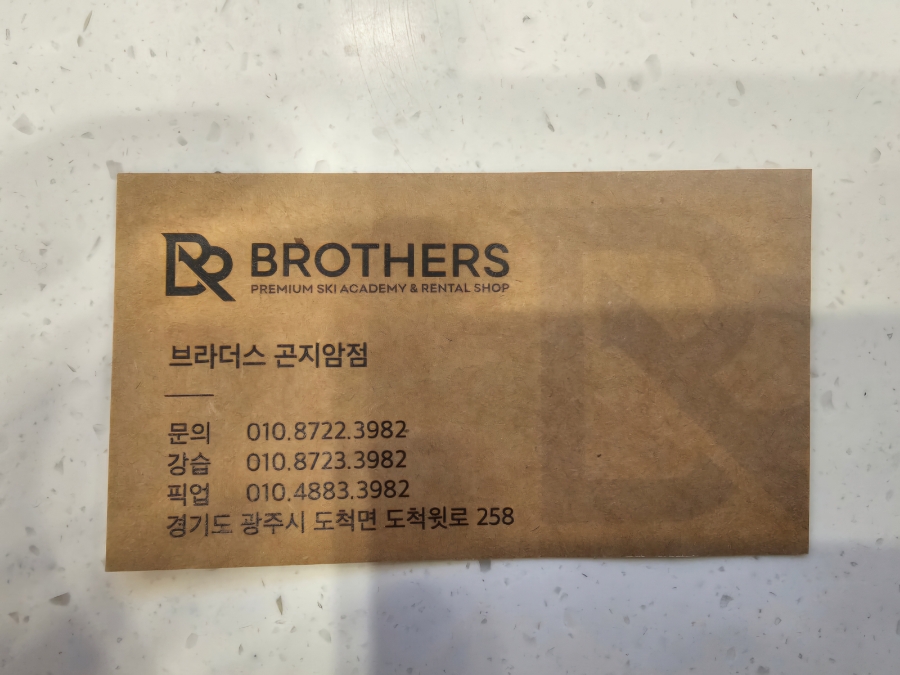 BROTHERS
PREMIUM SKI ACADEMY & RENTAL SHOP
브라더스 곤지암점
문의 010.8722.3982
강습 010.8723.3982
픽업 010.4883.3982
경기도 광주시 도척면 도척윗로 258